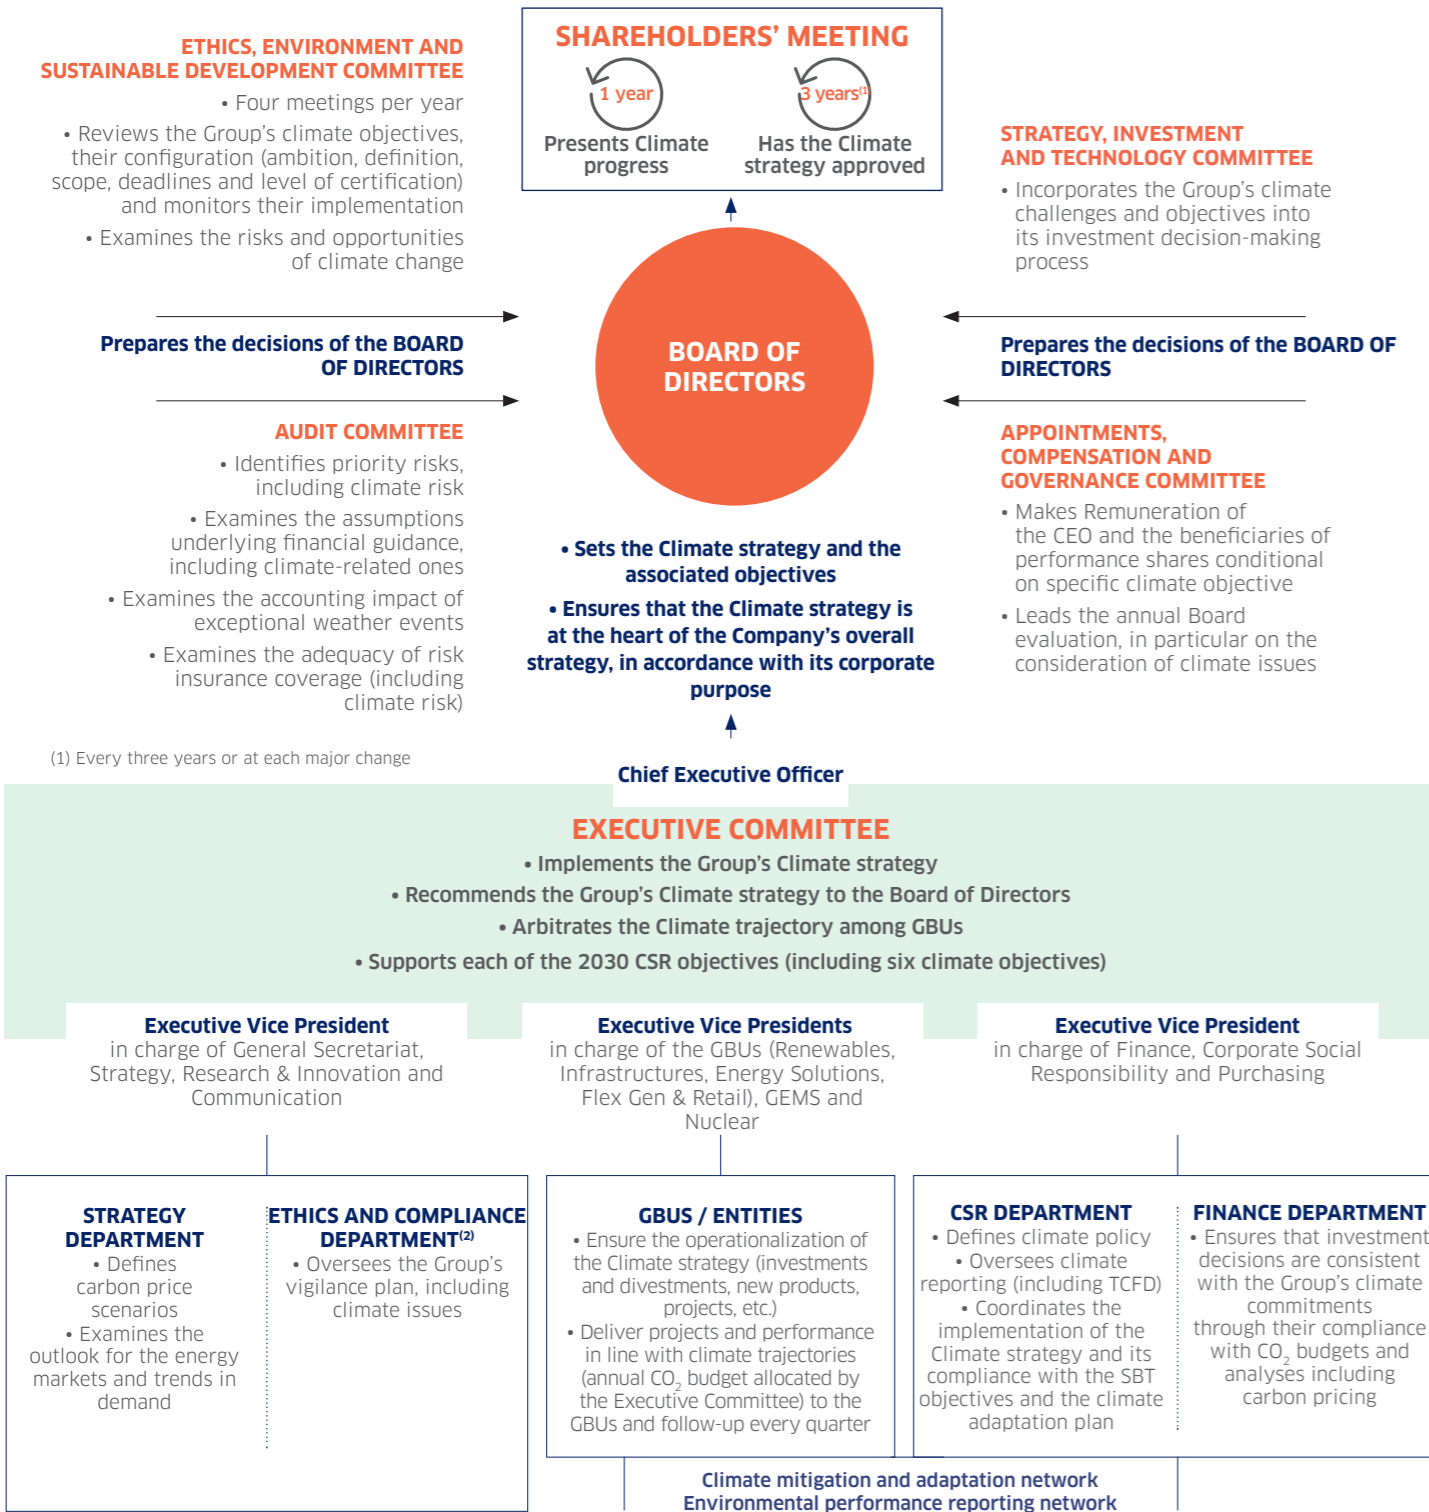 SHAREHOLDERS' MEETING
1 year
3 years(1)
Presents Climate
progress
Has the Climate
strategy approved
ETHICS, ENVIRONMENT AND
SUSTAINABLE DEVELOPMENT COMMITTEE
• Four meetings per year
• Reviews the Group's climate objectives,
their configuration (ambition, definition,
scope, deadlines and level of certification)
and monitors their implementation
• Examines the risks and opportunities
of climate change
STRATEGY, INVESTMENT
AND TECHNOLOGY COMMITTEE
• Incorporates the Group's climate
challenges and objectives into
its investment decision-making
process
Prepares the decisions of the BOARD
OF DIRECTORS
BOARD OF
DIRECTORS
Prepares the decisions of the BOARD OF
DIRECTORS
AUDIT COMMITTEE
• Identifies priority risks,
including climate risk
• Examines the assumptions
underlying financial guidance,
including climate-related ones
• Examines the accounting impact of
exceptional weather events
• Examines the adequacy of risk
insurance coverage (including
climate risk)
APPOINTMENTS,
COMPENSATION AND
GOVERNANCE COMMITTEE
• Makes Remuneration of
the CEO and the beneficiaries of
performance shares conditional
on specific climate objective
• Leads the annual Board
evaluation, in particular on the
consideration of climate issues
• Sets the Climate strategy and the
associated objectives
• Ensures that the Climate strategy is
at the heart of the Company's overall
strategy, in accordance with its corporate
purpose
(1) Every three years or at each major change
Chief Executive Officer
EXECUTIVE COMMITTEE
• Implements the Group's Climate strategy
• Recommends the Group's Climate strategy to the Board of Directors
• Arbitrates the Climate trajectory among GBUs
• Supports each of the 2030 CSR objectives (including six climate objectives)
Executive Vice President
in charge of General Secretariat,
Strategy, Research & Innovation and
Communication
Executive Vice Presidents
in charge of the GBUs (Renewables,
Infrastructures, Energy Solutions,
Flex Gen & Retail), GEMS and
Nuclear
Executive Vice President
in charge of Finance, Corporate Social
Responsibility and Purchasing
STRATEGY
DEPARTMENT
• Defines
carbon price
scenarios
• Examines the
outlook for the energy
markets and trends in
demand
ETHICS AND COMPLIANCE
DEPARTMENT(2)
• Oversees the Group's
vigilance plan, including
climate issues
GBUS / ENTITIES
• Ensure the operationalization of
the Climate strategy (investments
and divestments, new products,
projects, etc.)
• Deliver projects and performance
in line with climate trajectories
(annual CO2 budget allocated by
the Executive Committee) to the
GBUs and follow-up every quarter
CSR DEPARTMENT
• Defines climate policy
• Oversees climate
reporting (including TCFD)
• Coordinates the
implementation of the
Climate strategy and its
compliance with the SBT
objectives and the climate
adaptation plan
FINANCE DEPARTMENT
• Ensures that investment
decisions are consistent
with the Group's climate
commitments
through their compliance
with CO2 budgets and
analyses including
carbon pricing
Climate mitigation and adaptation network
Environmental performance reporting network